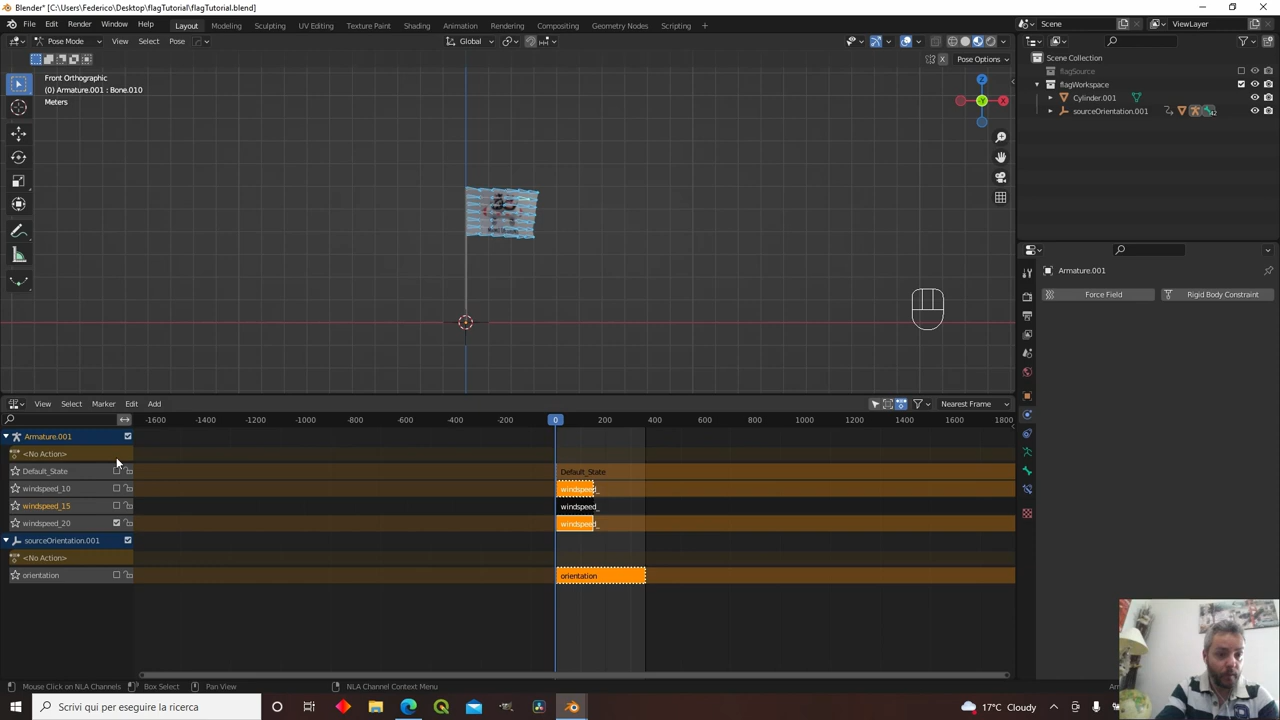 Blender* [C:\Users\Federico\Desktop\flagTutorial\flagTutorial.blend]
File Edit Render Window Help
Layout Modeling Sculpting UV Editing Texture Paint Shading Animation Rendering Compositing Geometry Nodes Scripting
Scene ViewLayer
Pose Mode View Select Pose Global
X Pose Options
Front Orthographic
(0) Armature.001 : Bone.010
Meters
Z
X
Y
Scene Collection
flagSource
flagWorkspace
Cylinder.001
sourceOrientation.001 42
Armature.001
Force Field Rigid Body Constraint
View Select Marker Edit Add Nearest Frame
-1600 -1400 -1200 -1000 -800 -600 -400 -200 0 200 400 600 800 1000 1200 1400 1600 1800
Armature.001
<No Action>
Default_State Default_State
windspeed_10 windspeed_
windspeed_15 windspeed_
windspeed_20 windspeed_
sourceOrientation.001
<No Action>
orientation orientation
Mouse Click on NLA Channels Box Select Pan View NLA Channel Context Menu
Scrivi qui per eseguire la ricerca
17°C Cloudy